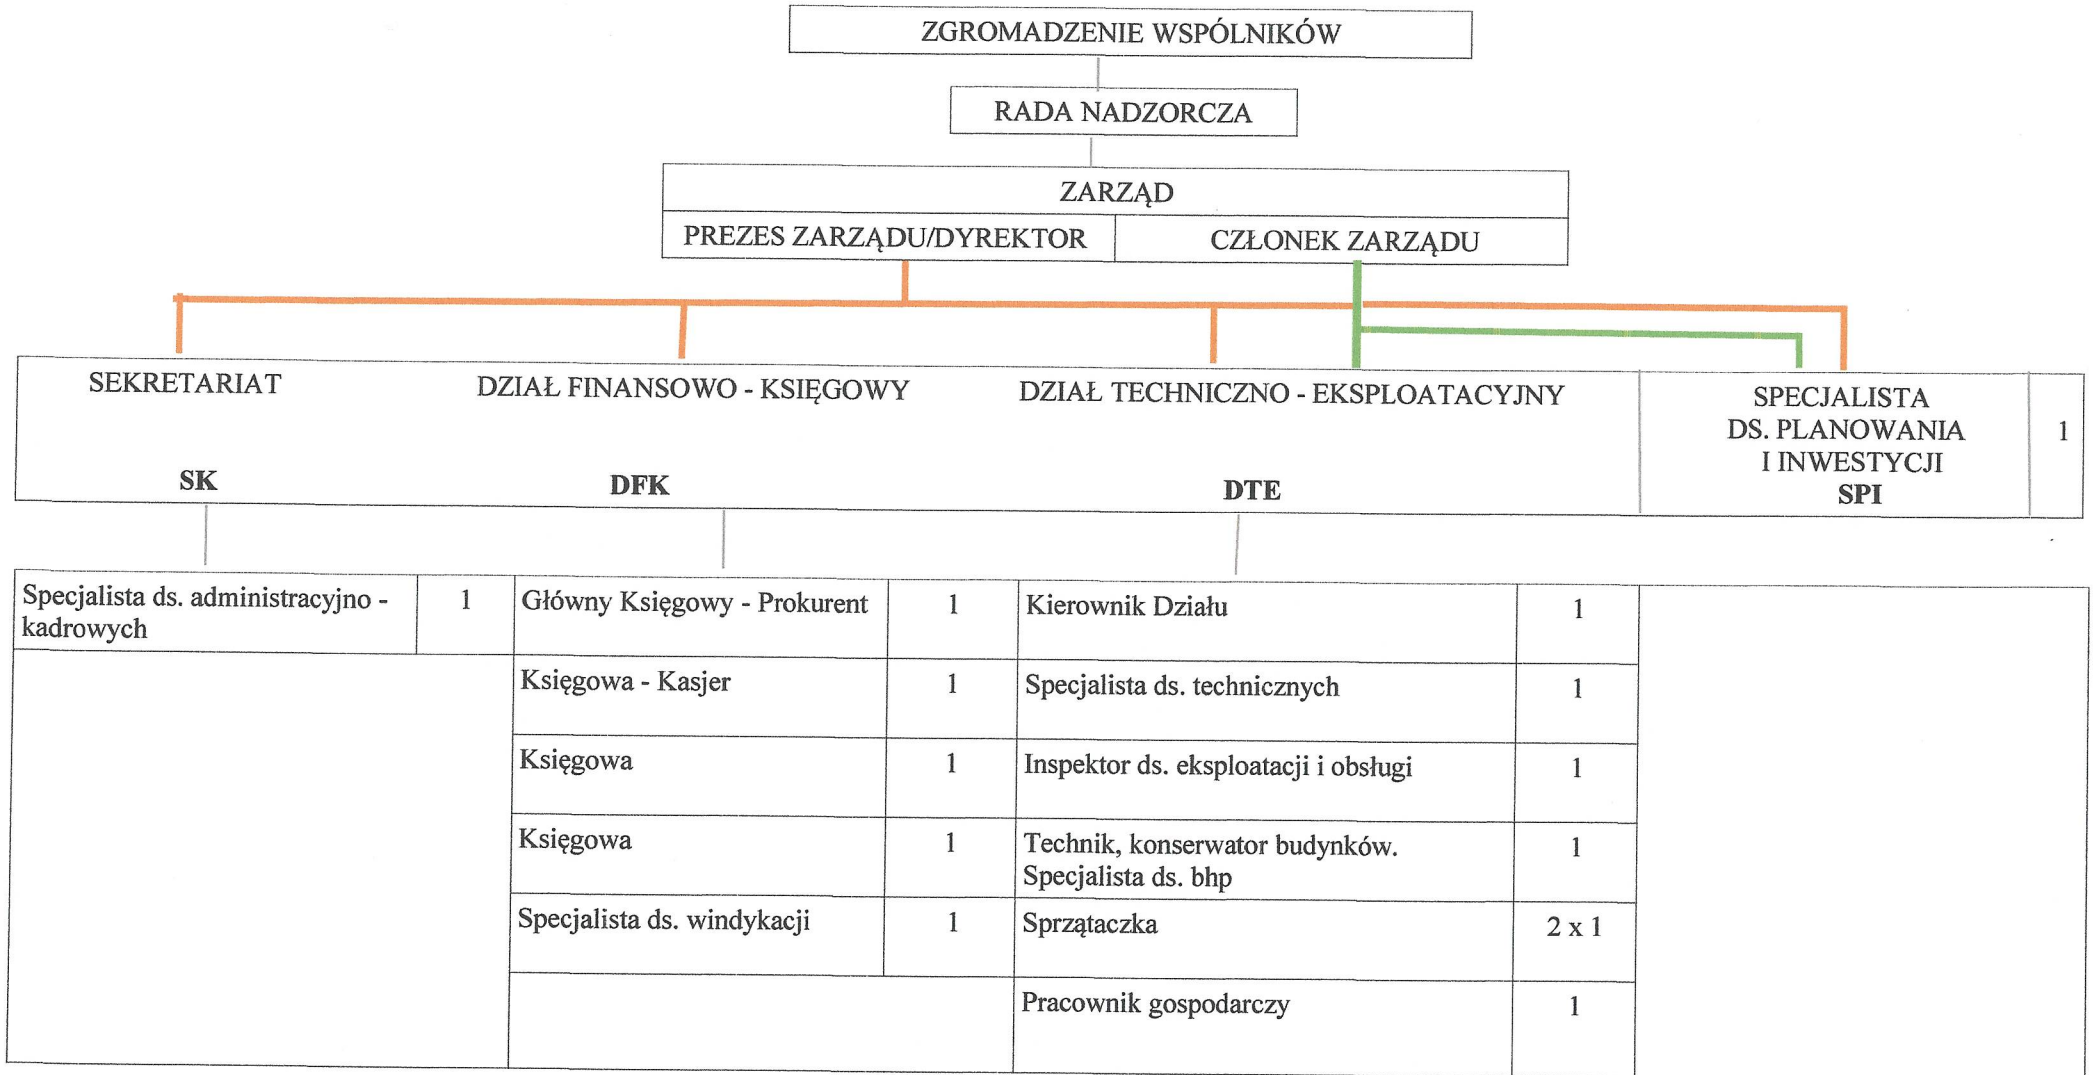 ZGROMADZENIE WSPÓLNIKÓW
RADA NADZORCZA
ZARZĄD
PREZES ZARZĄDU/DYREKTOR
CZŁONEK ZARZĄDU
SEKRETARIAT
SK
DZIAŁ FINANSOWO - KSIĘGOWY
DFK
DZIAŁ TECHNICZNO - EKSPLOATACYJNY
DTE
SPECJALISTA
DS. PLANOWANIA
I INWESTYCJI
SPI
1
Specjalista ds. administracyjno -
kadrowych
1
Główny Księgowy - Prokurent
1
Kierownik Działu
1
Księgowa - Kasjer
1
Specjalista ds. technicznych
1
Księgowa
1
Inspektor ds. eksploatacji i obsługi
1
Księgowa
1
Technik, konserwator budynków.
Specjalista ds. bhp
1
Specjalista ds. windykacji
1
Sprzątaczka
2 x 1
Pracownik gospodarczy
1